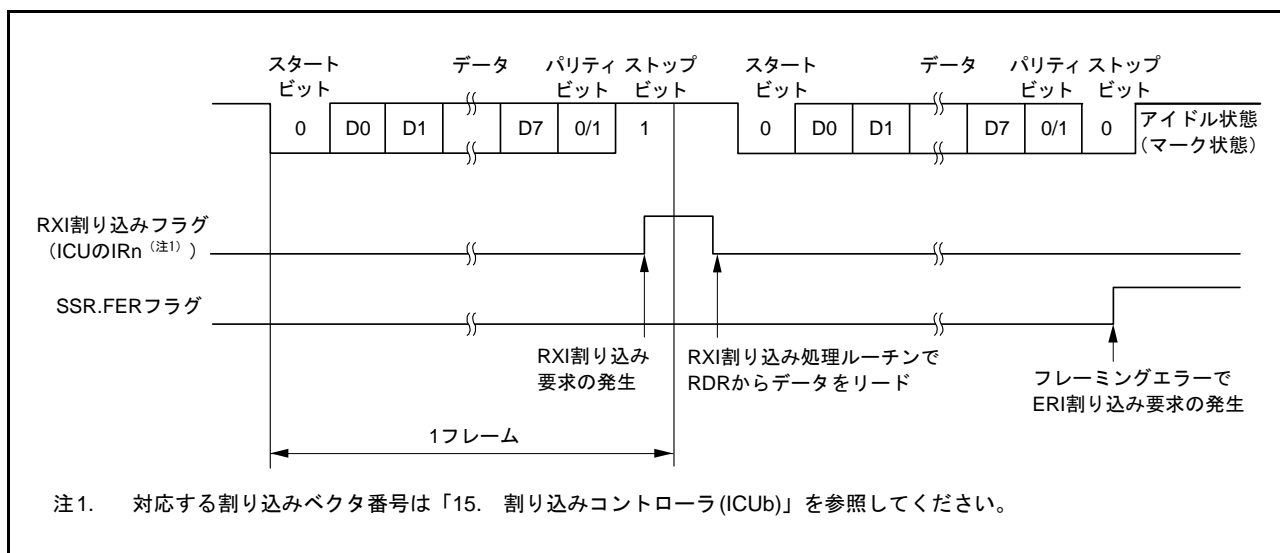 スタート
ビット
データ
パリティ
ビット
ストップ
ビット
スタート
ビット
データ
パリティ
ビット
ストップ
ビット
0 D0 D1 D7 0/1 1 0 D0 D1 D7 0/1 0
アイドル状態
(マーク状態)
RXI割り込みフラグ
(ICUのIRn (注1) )
SSR.FERフラグ
RXI割り込み
要求の発生
RXI割り込み処理ルーチンで
RDRからデータをリード
フレーミングエラーで
ERI割り込み要求の発生
1フレーム
注1. 対応する割り込みベクタ番号は「15. 割り込みコントローラ(ICUb)」を参照してください。